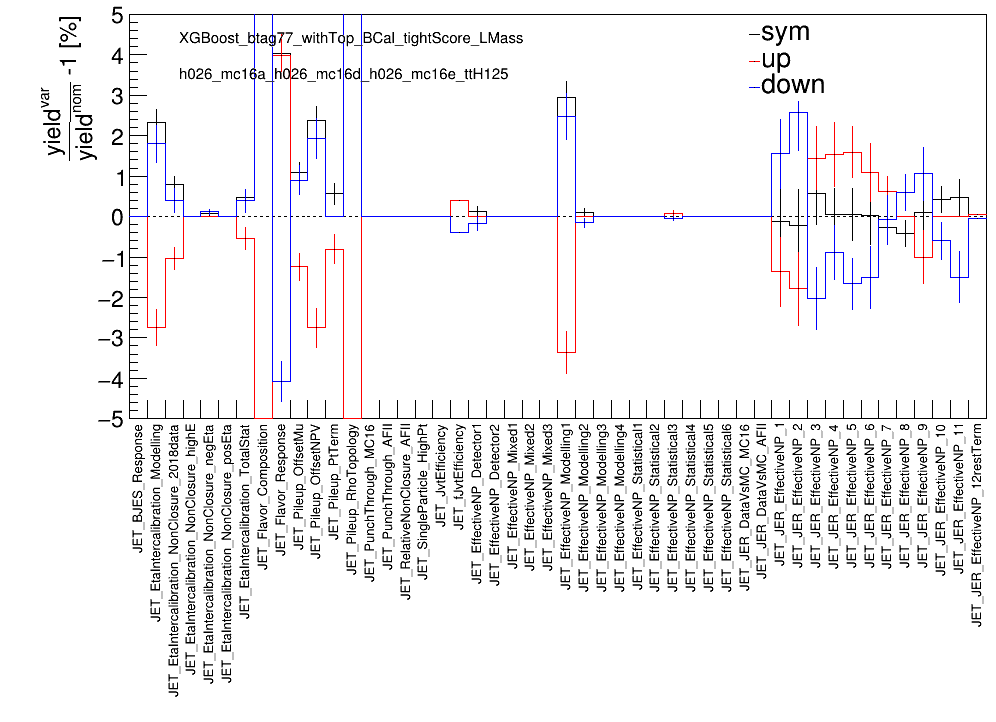 XGBoost_btag77_withTop_BCal_tightScore_LMass
h026_mc16a_h026_mc16d_h026_mc16e_ttH125
sym
up
down
yield^var / yield^nom -1 [%]
5
4
3
2
1
0
−1
−2
−3
−4
−5
JET_BJES_Response
JET_EtaIntercalibration_Modelling
JET_EtaIntercalibration_NonClosure_2018data
JET_EtaIntercalibration_NonClosure_highE
JET_EtaIntercalibration_NonClosure_negEta
JET_EtaIntercalibration_NonClosure_posEta
JET_EtaIntercalibration_TotalStat
JET_Flavor_Composition
JET_Flavor_Response
JET_Pileup_OffsetMu
JET_Pileup_OffsetNPV
JET_Pileup_PtTerm
JET_Pileup_RhoTopology
JET_PunchThrough_MC16
JET_PunchThrough_AFII
JET_RelativeNonClosure_AFII
JET_SingleParticle_HighPt
JET_JvtEfficiency
JET_fJvtEfficiency
JET_EffectiveNP_Detector1
JET_EffectiveNP_Detector2
JET_EffectiveNP_Mixed1
JET_EffectiveNP_Mixed2
JET_EffectiveNP_Mixed3
JET_EffectiveNP_Modelling1
JET_EffectiveNP_Modelling2
JET_EffectiveNP_Modelling3
JET_EffectiveNP_Modelling4
JET_EffectiveNP_Statistical1
JET_EffectiveNP_Statistical2
JET_EffectiveNP_Statistical3
JET_EffectiveNP_Statistical4
JET_EffectiveNP_Statistical5
JET_EffectiveNP_Statistical6
JET_JER_DataVsMC_MC16
JET_JER_DataVsMC_AFII
JET_JER_EffectiveNP_1
JET_JER_EffectiveNP_2
JET_JER_EffectiveNP_3
JET_JER_EffectiveNP_4
JET_JER_EffectiveNP_5
JET_JER_EffectiveNP_6
JET_JER_EffectiveNP_7
JET_JER_EffectiveNP_8
JET_JER_EffectiveNP_9
JET_JER_EffectiveNP_10
JET_JER_EffectiveNP_11
JET_JER_EffectiveNP_12restTerm